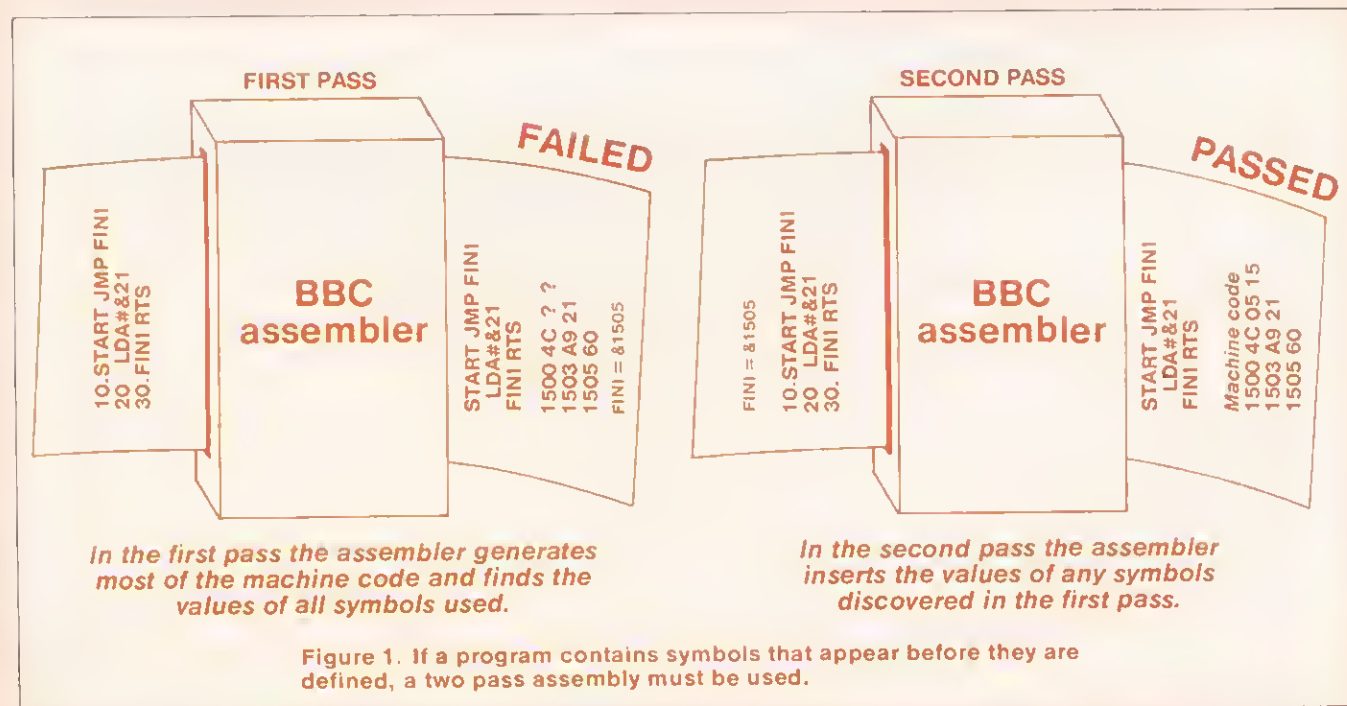 FIRST PASS
10.START JMP FINI
20 LDA#&21
30.FINI RTS
BBC
assembler
FAILED
START JMP FINI
LDA#&21
FINI RTS
1500 4C ? ?
1503 A9 21
1505 60
FINI = &1505
In the first pass the assembler generates
most of the machine code and finds the
values of all symbols used.
SECOND PASS
FINI = &1505
10.START JMP FINI
20 LDA#&21
30. FINI RTS
BBC
assembler
PASSED
START JMP FINI
LDA#&21
FINI RTS
Machine code
1500 4C 05 15
1503 A9 21
1505 60
In the second pass the assembler
inserts the values of any symbols
discovered in the first pass.
Figure 1. If a program contains symbols that appear before they are
defined, a two pass assembly must be used.